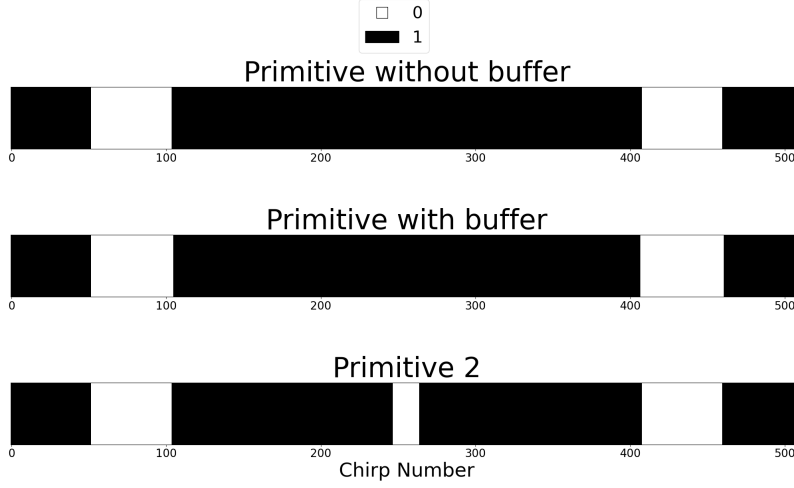 0
1
Primitive without buffer
0 100 200 300 400 500
Primitive with buffer
0 100 200 300 400 500
Primitive 2
0 100 200 300 400 500
Chirp Number